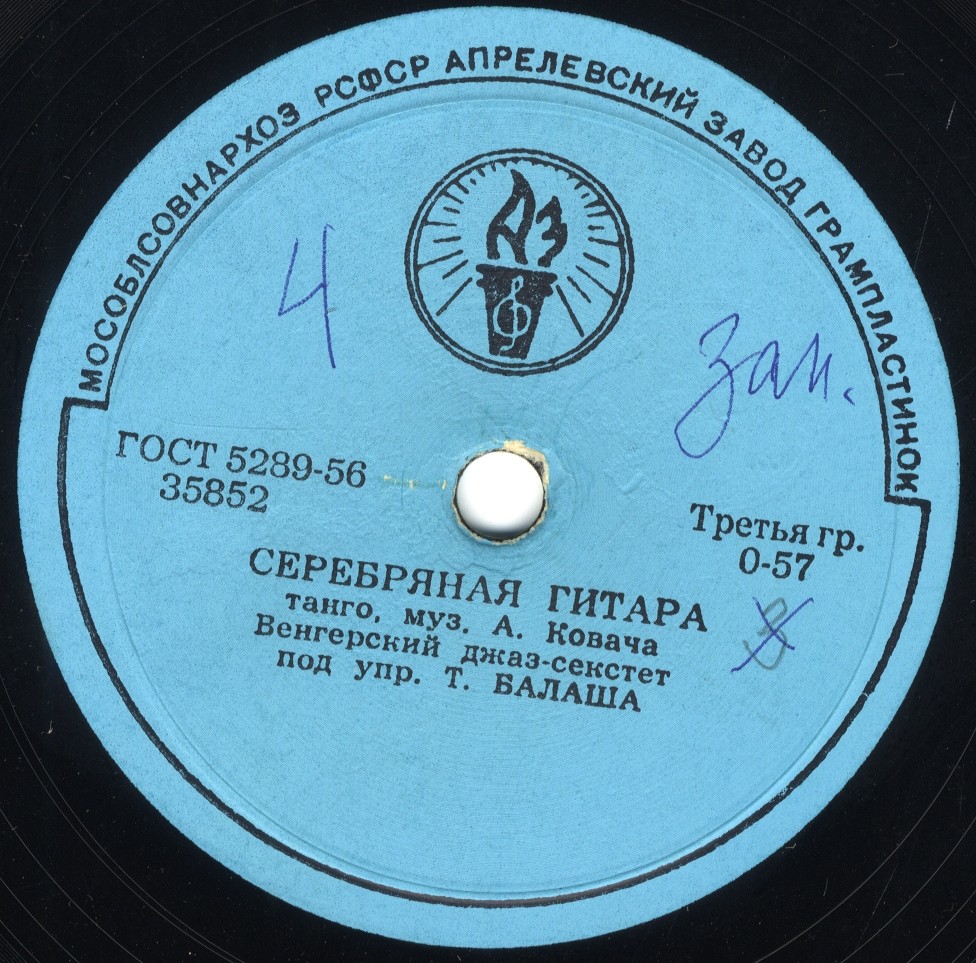 МОСОБЛСОВНАРХОЗ РСФСР АПРЕЛЕВСКИЙ ЗАВОД ГРАМПЛАСТИНОК
АЗ
4
зап.
ГОСТ 5289-56
35852
Третья гр.
0-57
СЕРЕБРЯНАЯ ГИТАРА
танго, муз. А. Ковача
Венгерский джаз-секстет
под упр. Т. БАЛАША